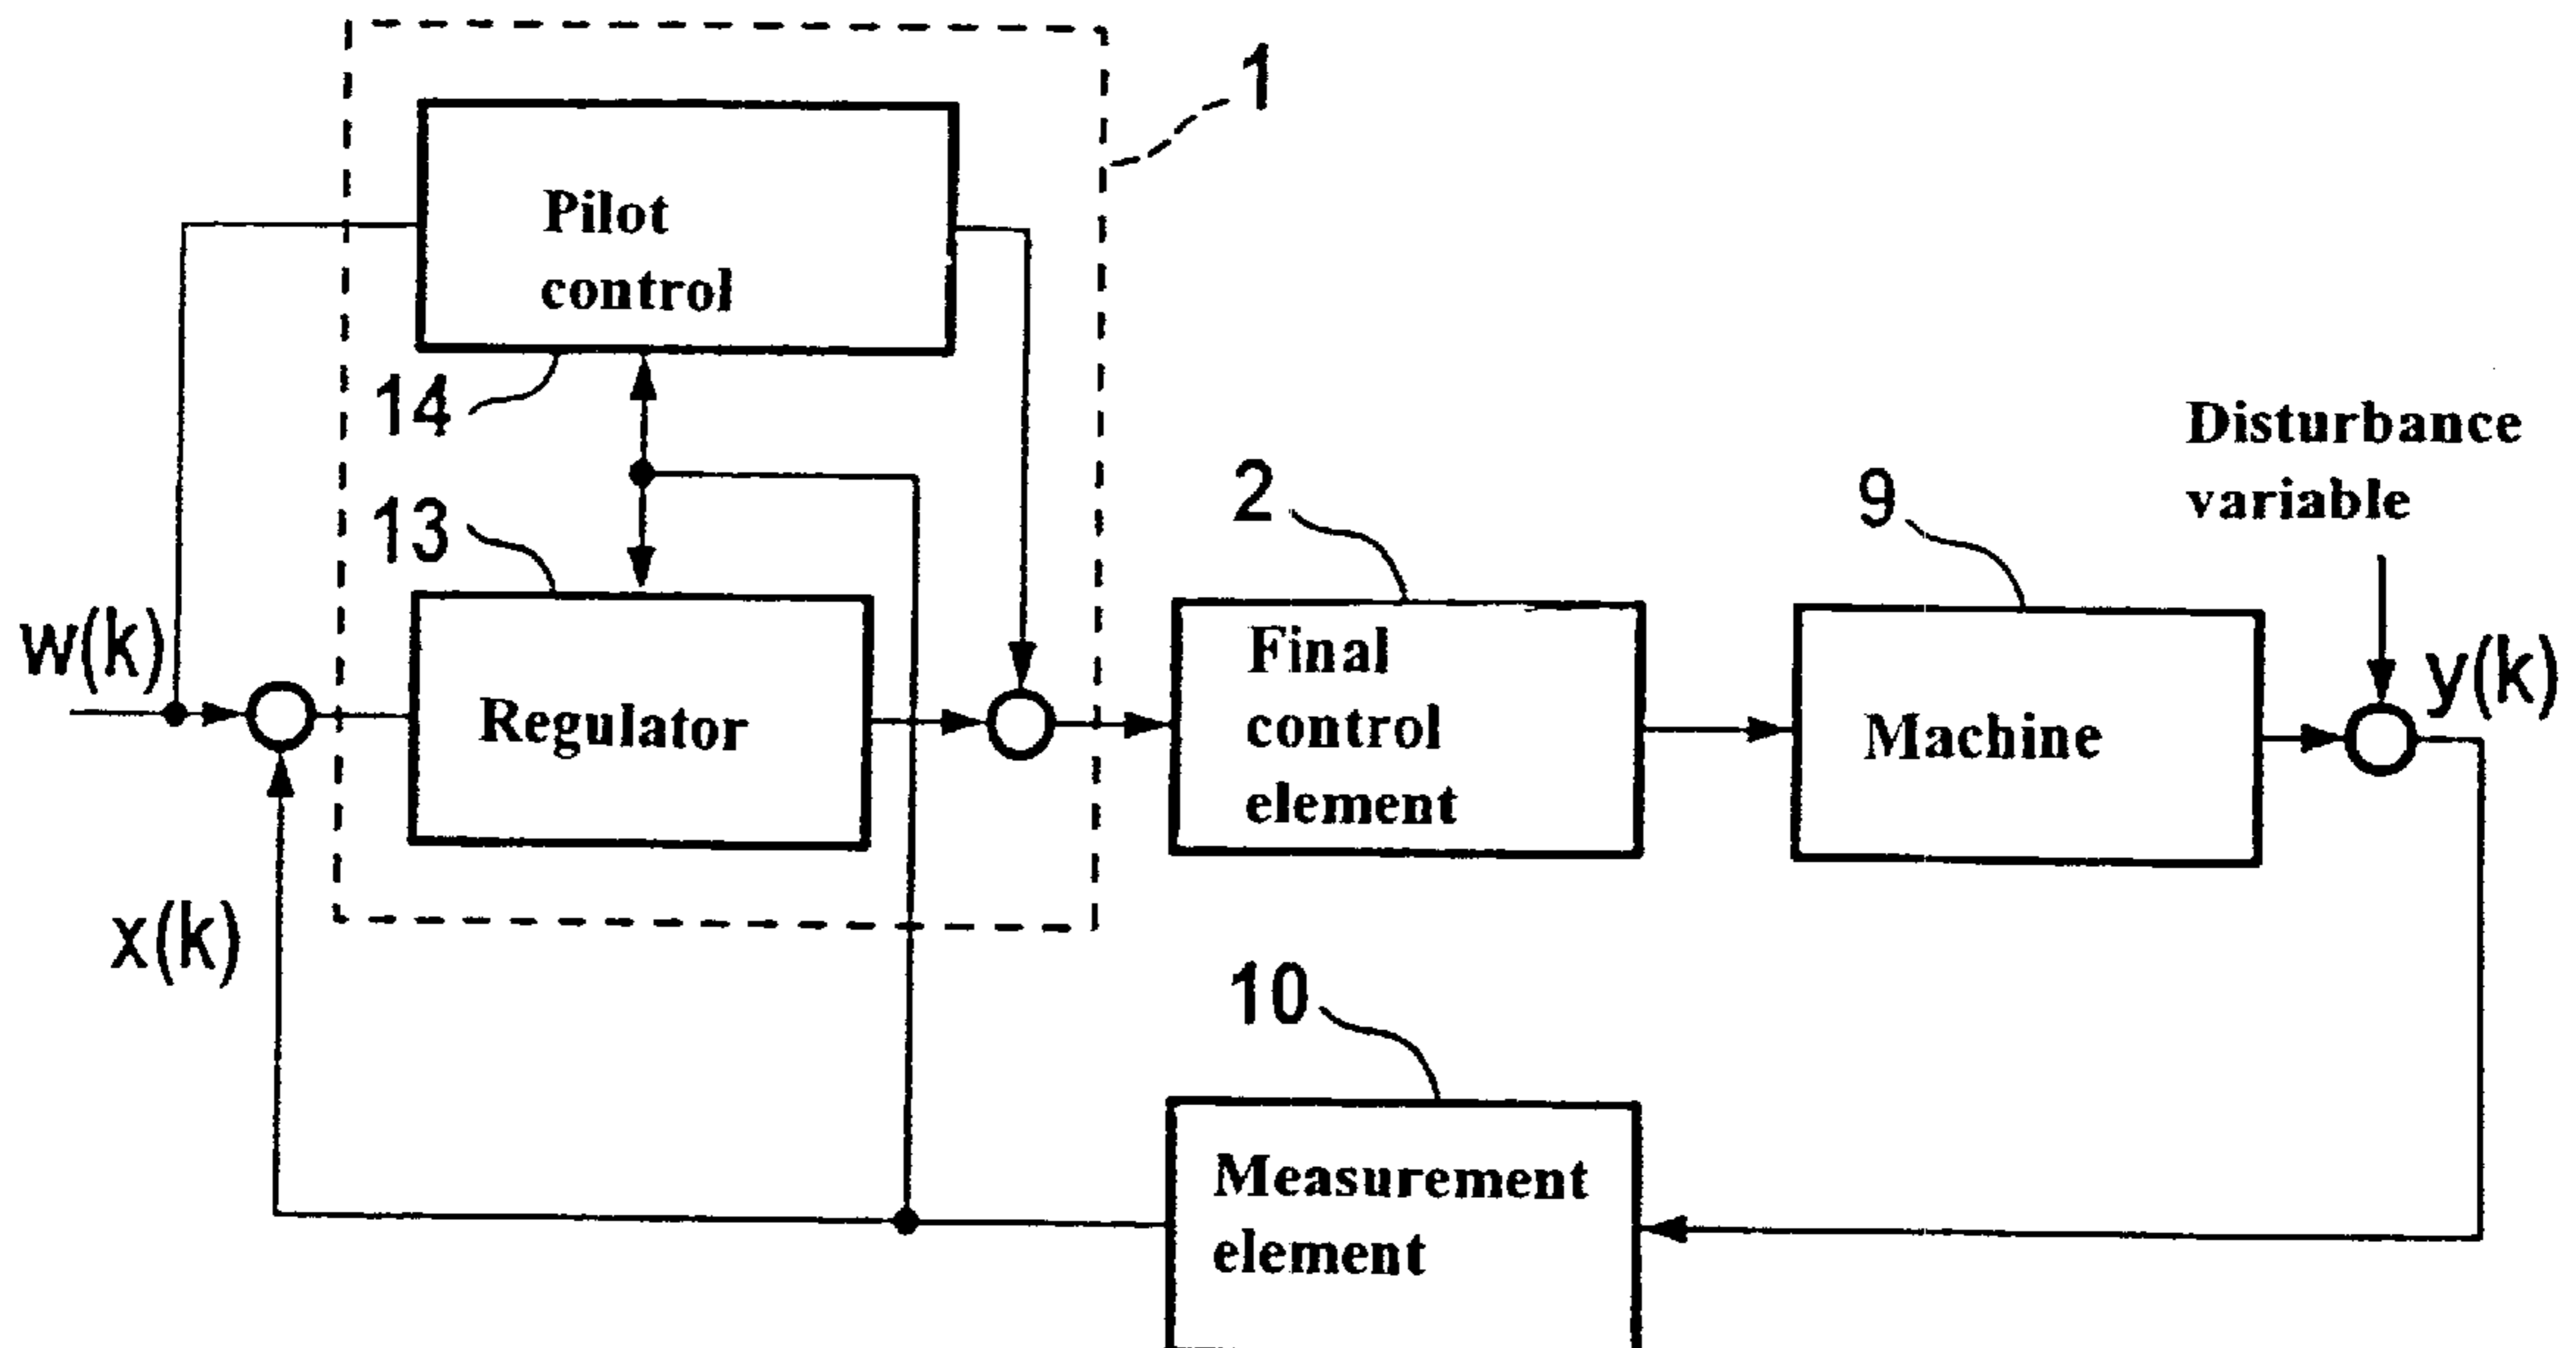 1
Pilot
control
14
Disturbance
variable
13
2
9
w(k)
Regulator
Final
control
element
Machine
y(k)
x(k)
10
Measurement
element